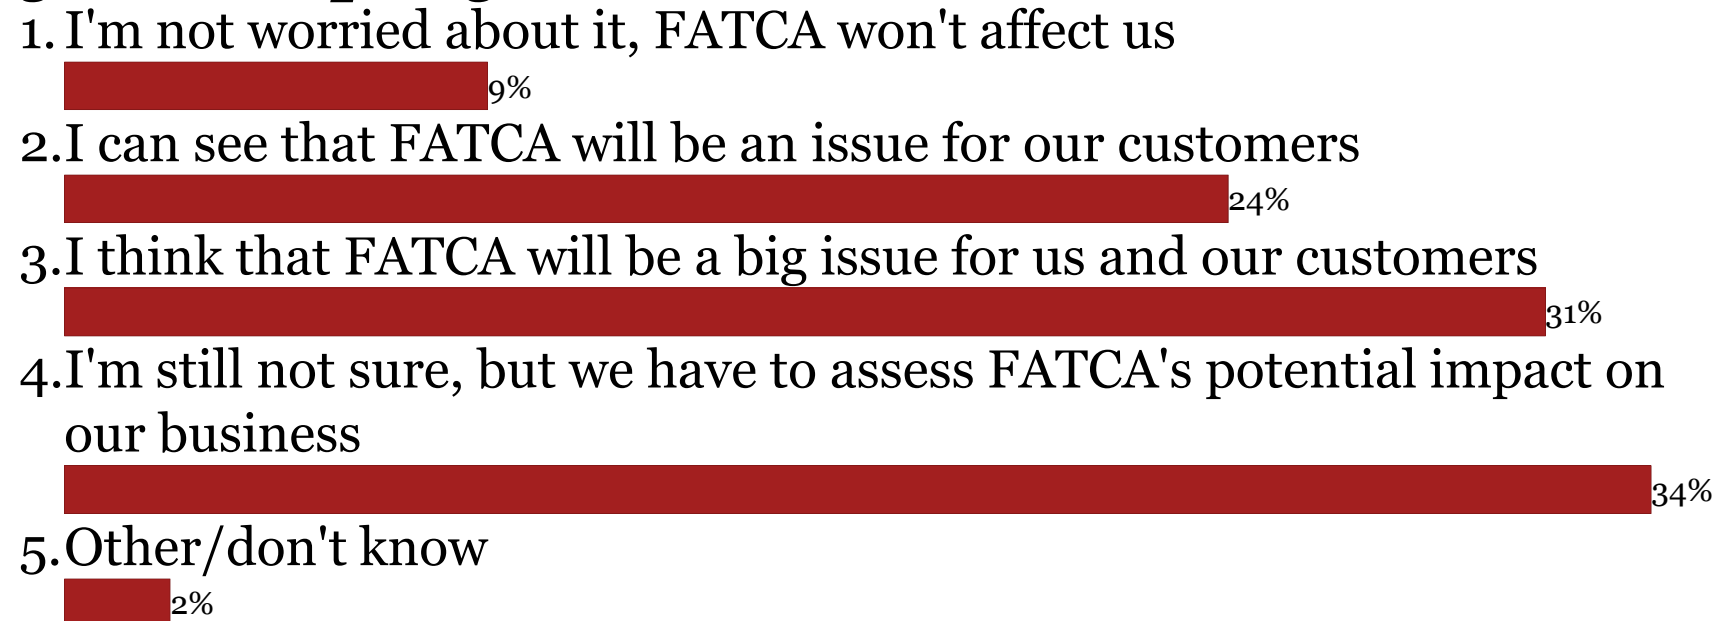 1. I'm not worried about it, FATCA won't affect us
9%
2. I can see that FATCA will be an issue for our customers
24%
3. I think that FATCA will be a big issue for us and our customers
31%
4. I'm still not sure, but we have to assess FATCA's potential impact on
our business
34%
5. Other/don't know
2%